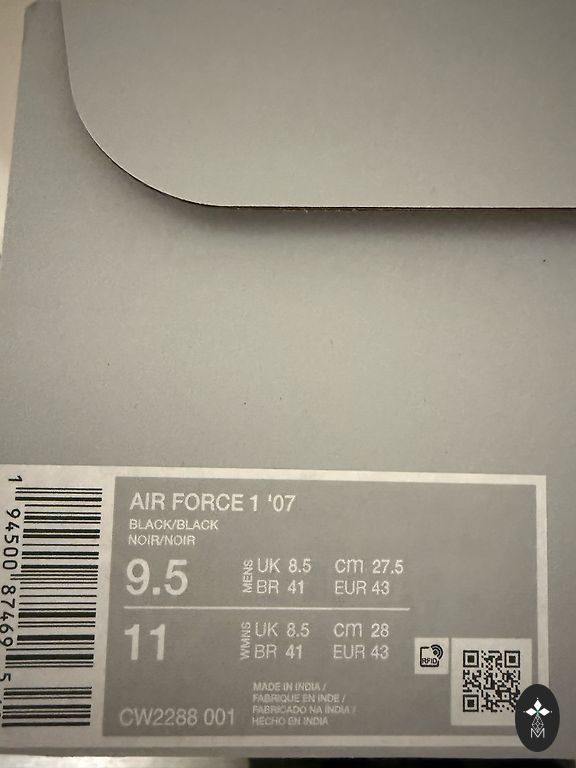 AIR FORCE 1 '07
BLACK/BLACK
NOIR/NOIR
9.5 MENS UK 8.5 cm 27.5
BR 41 EUR 43
11 WMNS UK 8.5 cm 28
BR 41 EUR 43
RFID
MADE IN INDIA /
FABRIQUE EN INDE /
FABRICADO NA ÍNDIA /
HECHO EN INDIA
CW2288 001
1 94500 87469 5
M